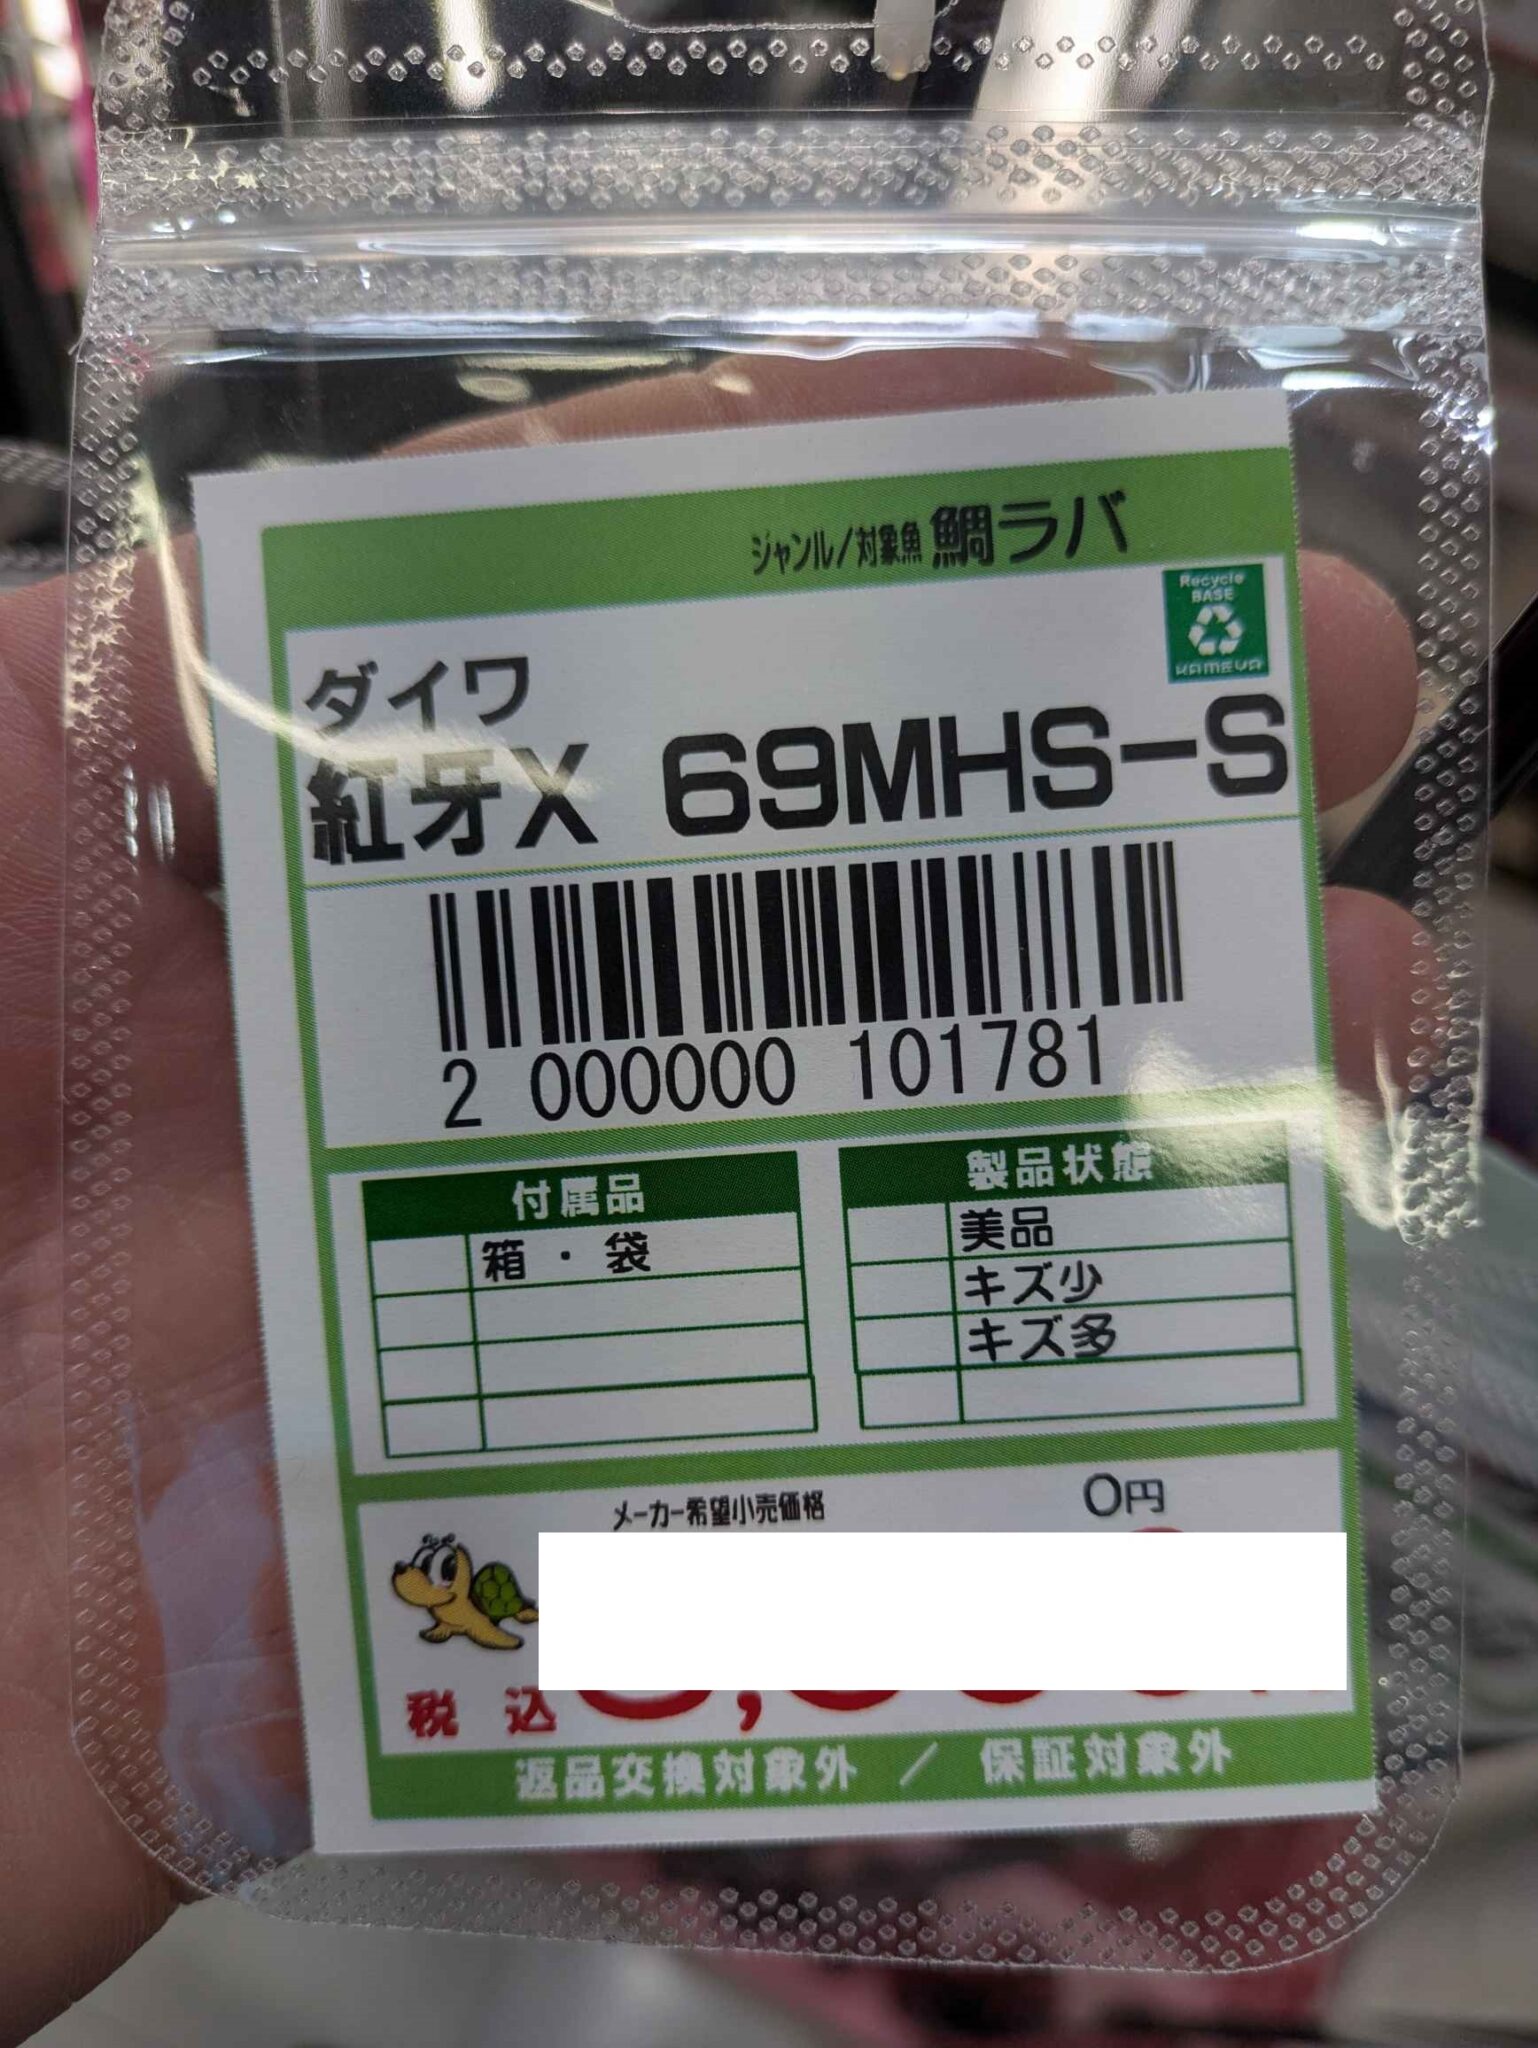 ジャンル/対象魚 鯛ラバ
Recycle
BASE
KAMEYA
ダイワ
紅牙X 69MHS-S
2 000000 101781
付属品
箱・袋
製品状態
美品
キズ少
キズ多
メーカー希望小売価格 0円
税込
返品交換対象外 / 保証対象外